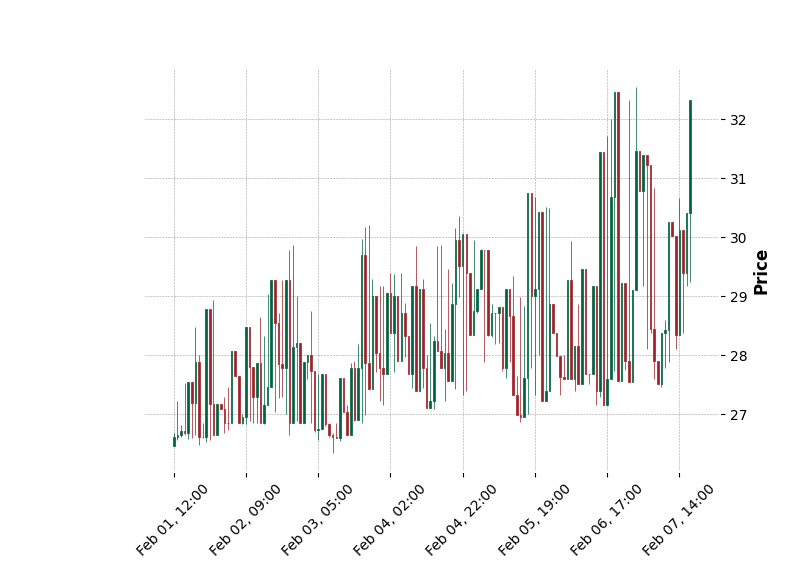 32
31
30
29
28
27
Price
Feb 01, 12:00
Feb 02, 09:00
Feb 03, 05:00
Feb 04, 02:00
Feb 04, 22:00
Feb 05, 19:00
Feb 06, 17:00
Feb 07, 14:00